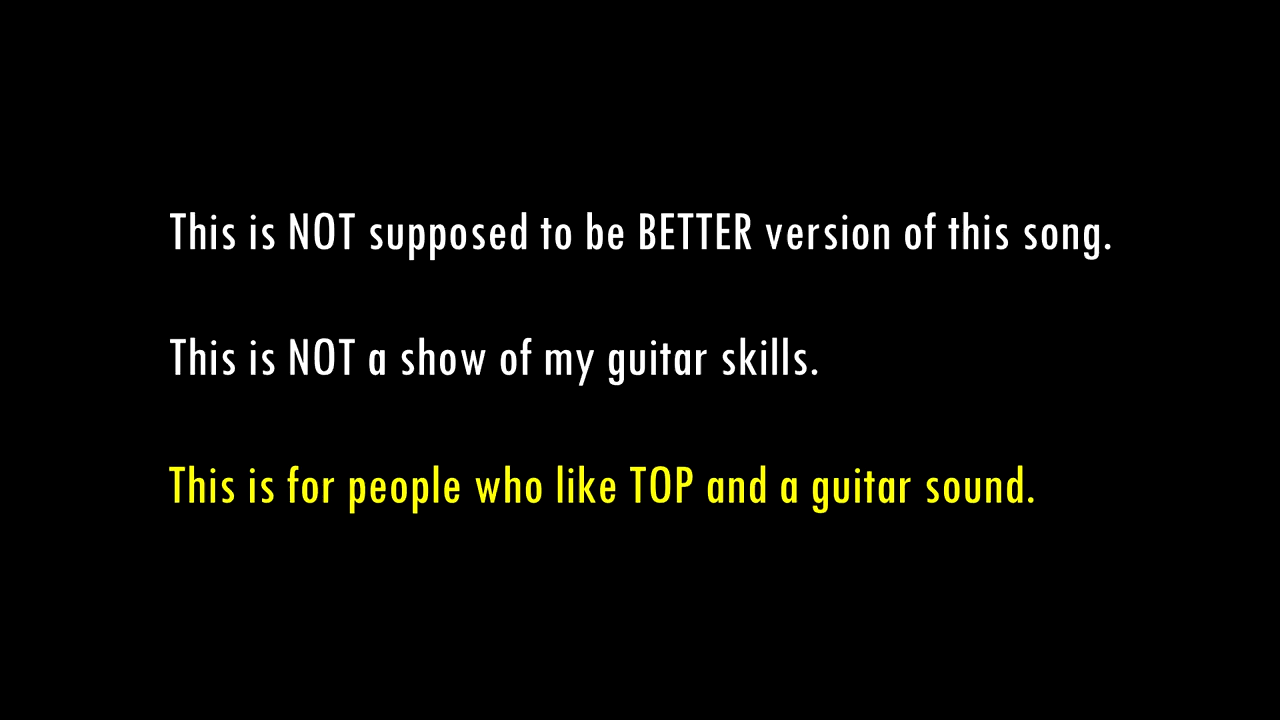 This is NOT supposed to be BETTER version of this song.
This is NOT a show of my guitar skills.
This is for people who like TOP and a guitar sound.